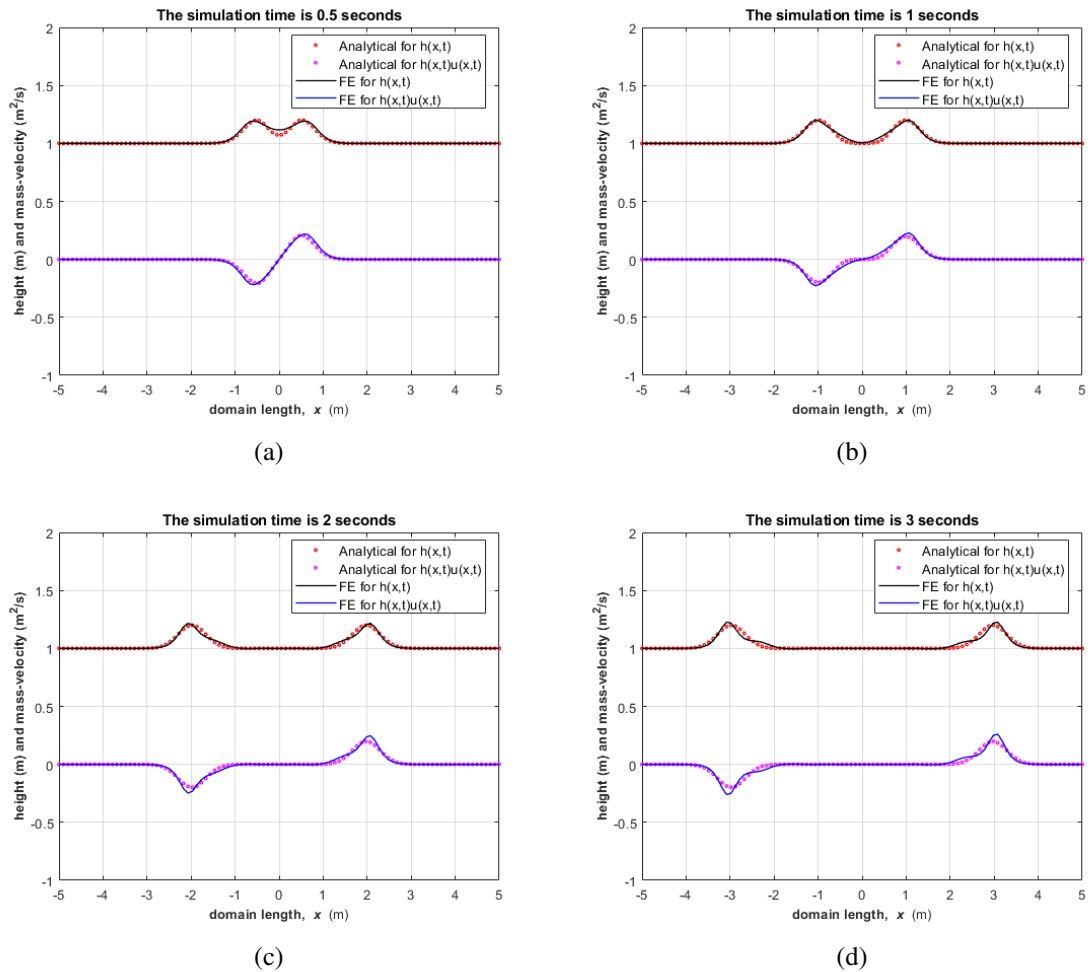 The simulation time is 0.5 seconds
2
1.5
1
0.5
0
-0.5
-1
height (m) and mass-velocity (m²/s)
Analytical for h(x,t)
Analytical for h(x,t)u(x,t)
FE for h(x,t)
FE for h(x,t)u(x,t)
-5 -4 -3 -2 -1 0 1 2 3 4 5
domain length, x (m)
(a)
The simulation time is 1 seconds
2
1.5
1
0.5
0
-0.5
-1
height (m) and mass-velocity (m²/s)
Analytical for h(x,t)
Analytical for h(x,t)u(x,t)
FE for h(x,t)
FE for h(x,t)u(x,t)
-5 -4 -3 -2 -1 0 1 2 3 4 5
domain length, x (m)
(b)
The simulation time is 2 seconds
2
1.5
1
0.5
0
-0.5
-1
height (m) and mass-velocity (m²/s)
Analytical for h(x,t)
Analytical for h(x,t)u(x,t)
FE for h(x,t)
FE for h(x,t)u(x,t)
-5 -4 -3 -2 -1 0 1 2 3 4 5
domain length, x (m)
(c)
The simulation time is 3 seconds
2
1.5
1
0.5
0
-0.5
-1
height (m) and mass-velocity (m²/s)
Analytical for h(x,t)
Analytical for h(x,t)u(x,t)
FE for h(x,t)
FE for h(x,t)u(x,t)
-5 -4 -3 -2 -1 0 1 2 3 4 5
domain length, x (m)
(d)